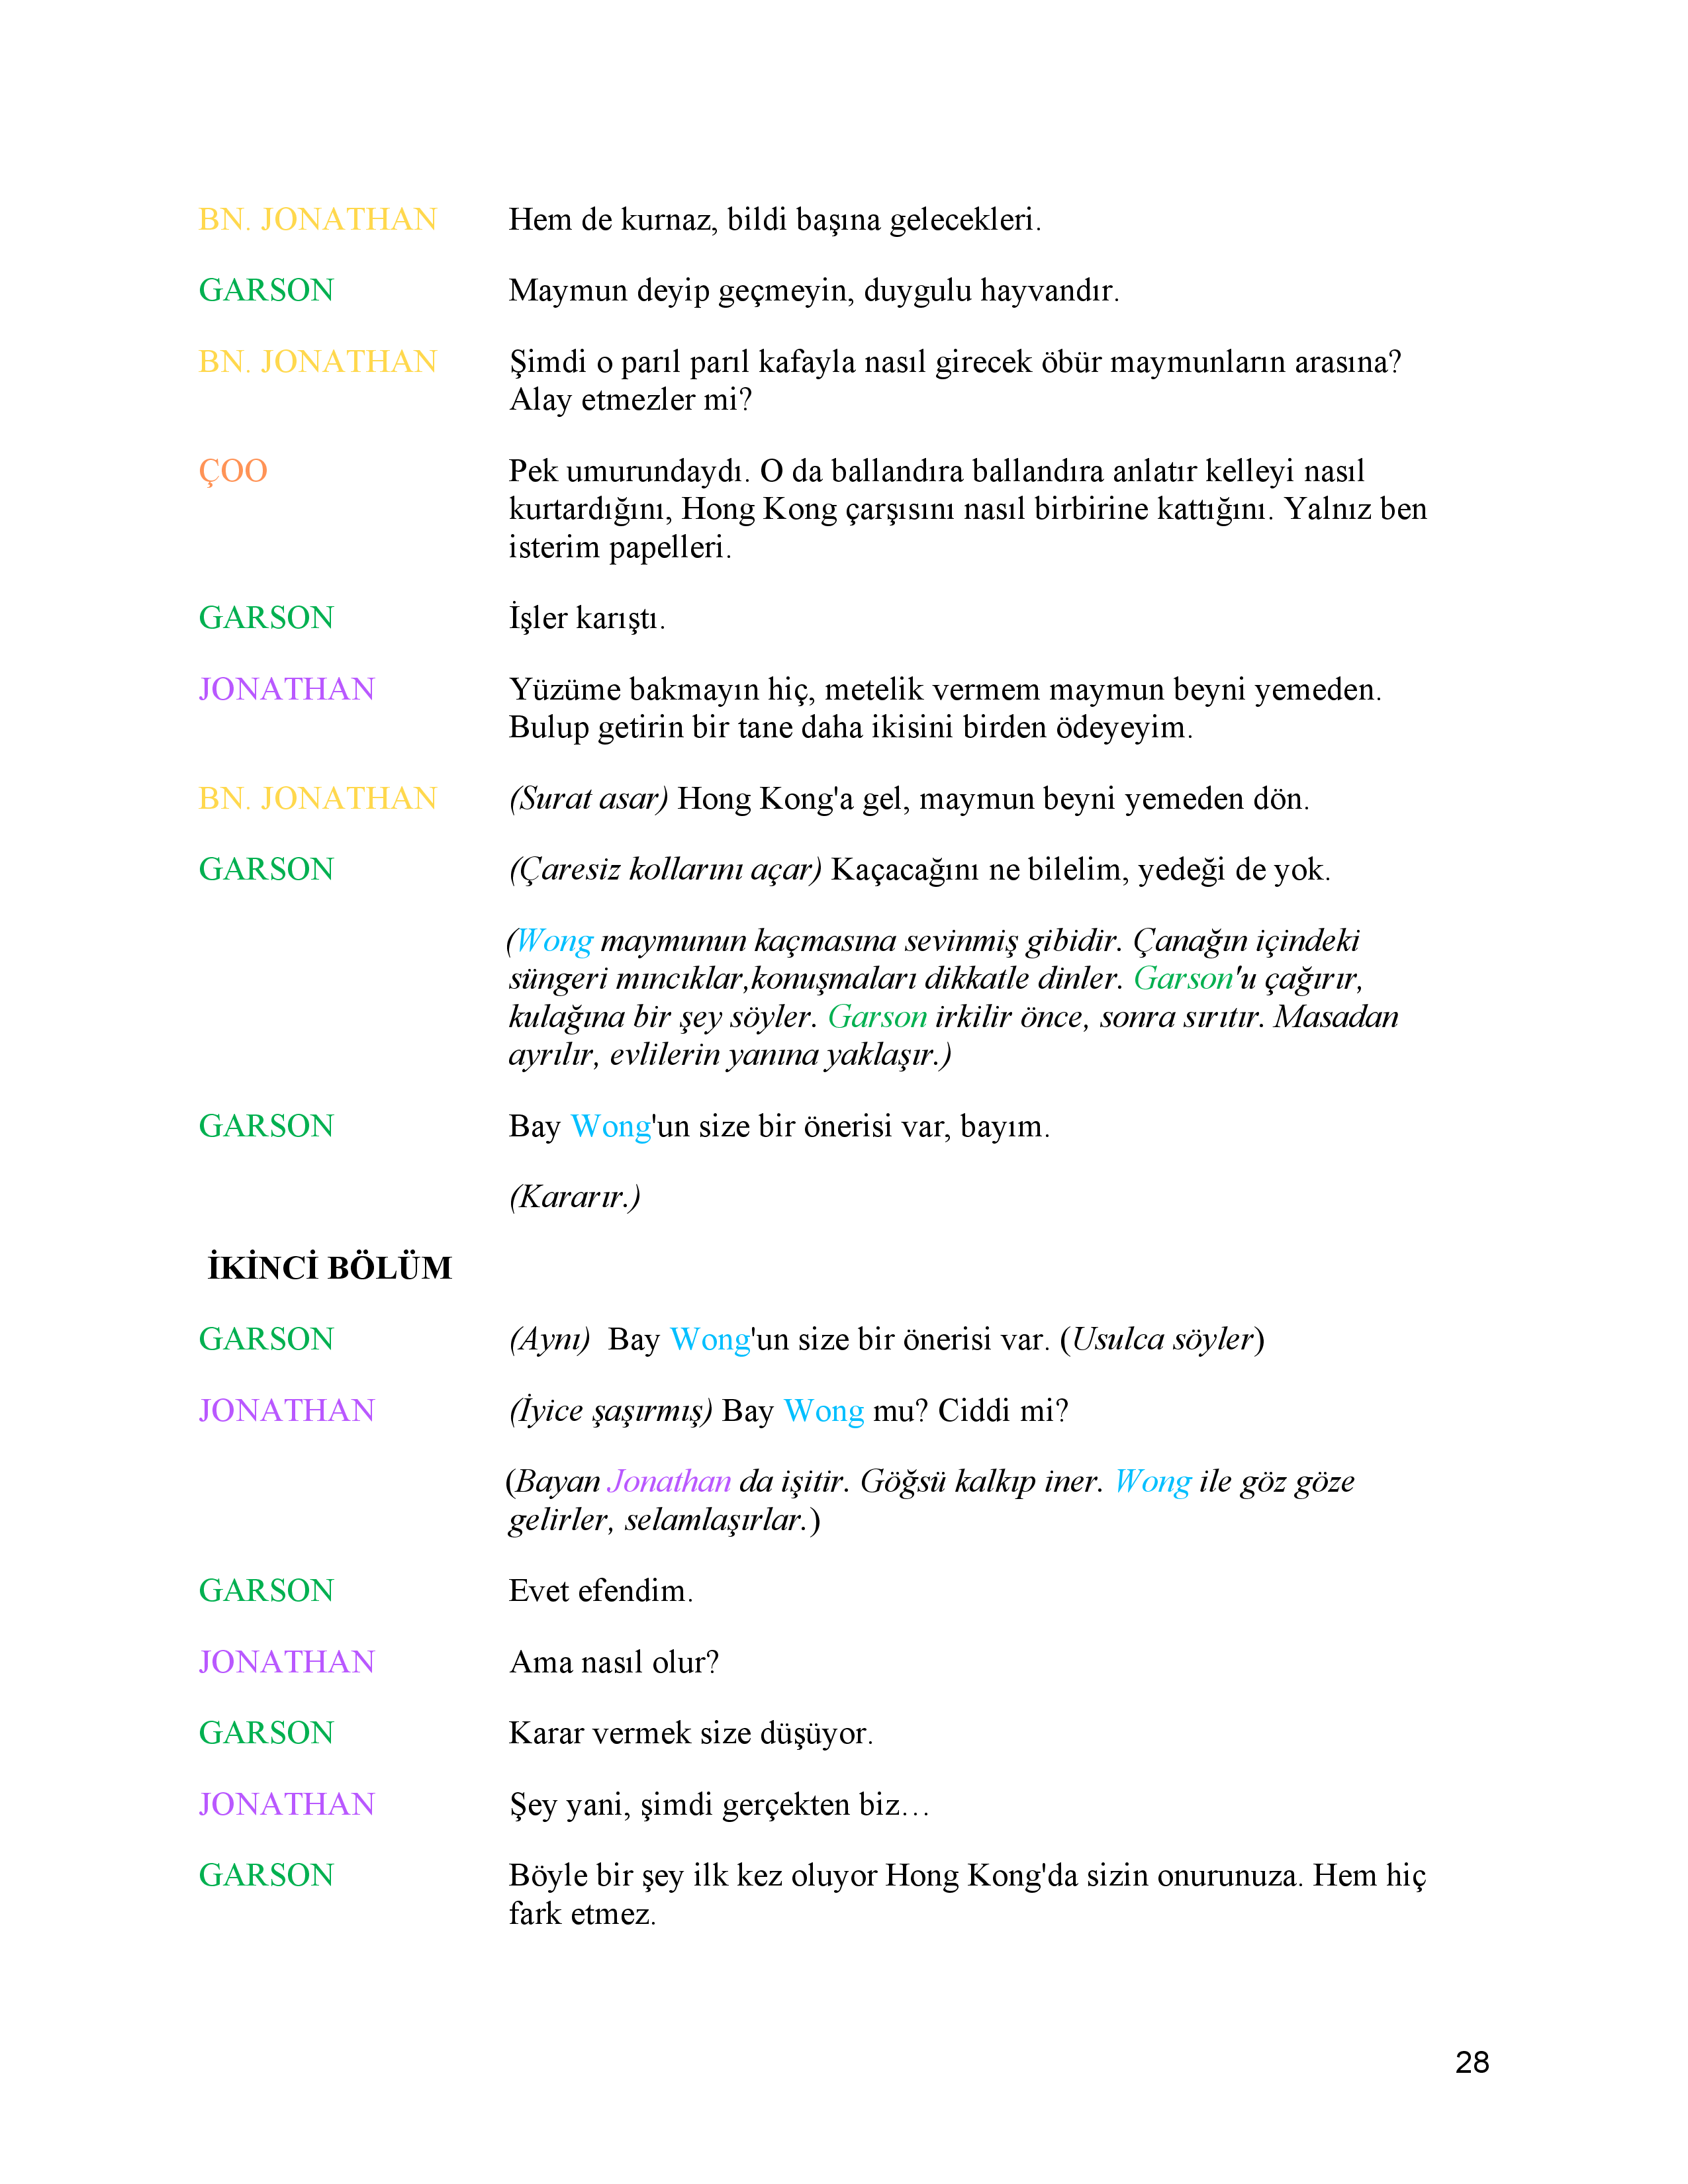 BN. JONATHAN Hem de kurnaz, bildi başına gelecekleri.
GARSON Maymun deyip geçmeyin, duygulu hayvandır.
BN. JONATHAN Şimdi o parıl parıl kafayla nasıl girecek öbür maymunların arasına?
Alay etmezler mi?
ÇOO Pek umurundaydı. O da ballandıra ballandıra anlatır kelleyi nasıl
kurtardığını, Hong Kong çarşısını nasıl birbirine kattığını. Yalnız ben
isterim papelleri.
GARSON İşler karıştı.
JONATHAN Yüzüme bakmayın hiç, metelik vermem maymun beyni yemeden.
Bulup getirin bir tane daha ikisini birden ödeyeyim.
BN. JONATHAN (Surat asar) Hong Kong'a gel, maymun beyni yemeden dön.
GARSON (Çaresiz kollarını açar) Kaçacağını ne bilelim, yedeği de yok.
(Wong maymunun kaçmasına sevinmiş gibidir. Çanağın içindeki
süngeri mıncıklar,konuşmaları dikkatle dinler. Garson'u çağırır,
kulağına bir şey söyler. Garson irkilir önce, sonra sırıtır. Masadan
ayrılır, evlilerin yanına yaklaşır.)
GARSON Bay Wong'un size bir önerisi var, bayım.
(Kararır.)
İKİNCİ BÖLÜM
GARSON (Aynı) Bay Wong'un size bir önerisi var. (Usulca söyler)
JONATHAN (İyice şaşırmış) Bay Wong mu? Ciddi mi?
(Bayan Jonathan da işitir. Göğsü kalkıp iner. Wong ile göz göze
gelirler, selamlaşırlar.)
GARSON Evet efendim.
JONATHAN Ama nasıl olur?
GARSON Karar vermek size düşüyor.
JONATHAN Şey yani, şimdi gerçekten biz…
GARSON Böyle bir şey ilk kez oluyor Hong Kong'da sizin onurunuza. Hem hiç
fark etmez.
28